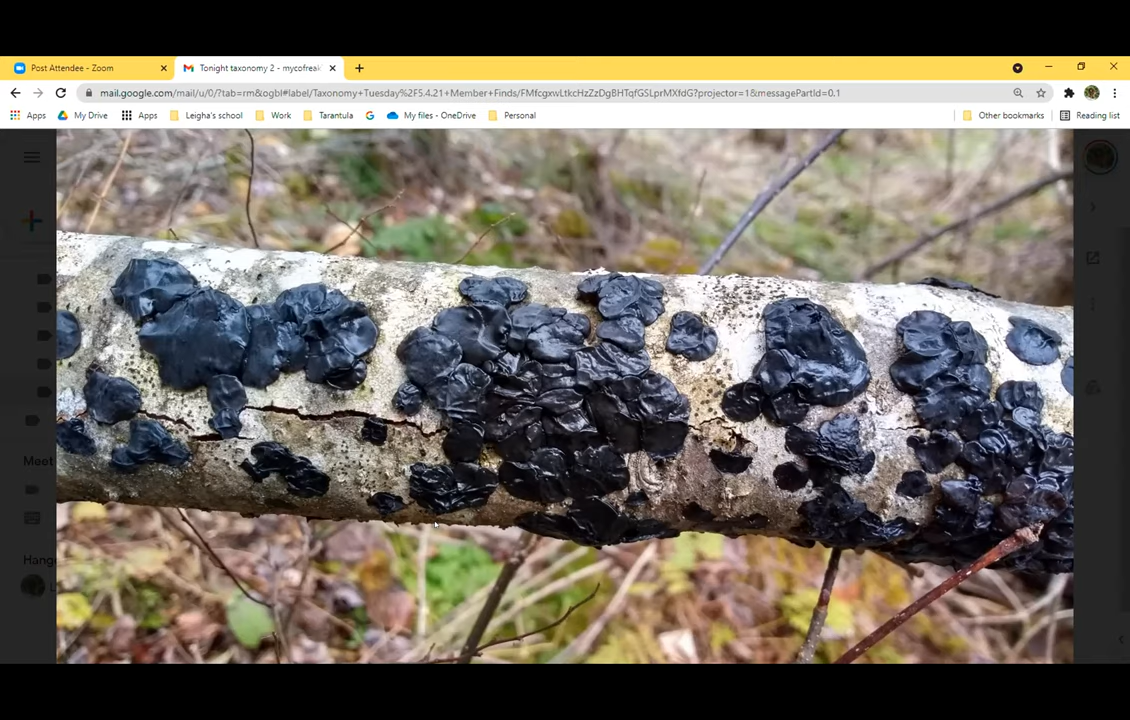 Post Attendee - Zoom
Tonight taxonomy 2 - mycofreak
mail.google.com/mail/u/0/?tab=rm&ogbl#label/Taxonomy+Tuesday%2F5.4.21+Member+Finds/FMfcgxwLtkcHzZzDgBHTqfGSLprMXfdG?projector=1&messagePartId=0.1
Apps My Drive Apps Leigha's school Work Tarantula My files - OneDrive Personal Other bookmarks Reading list
Meet